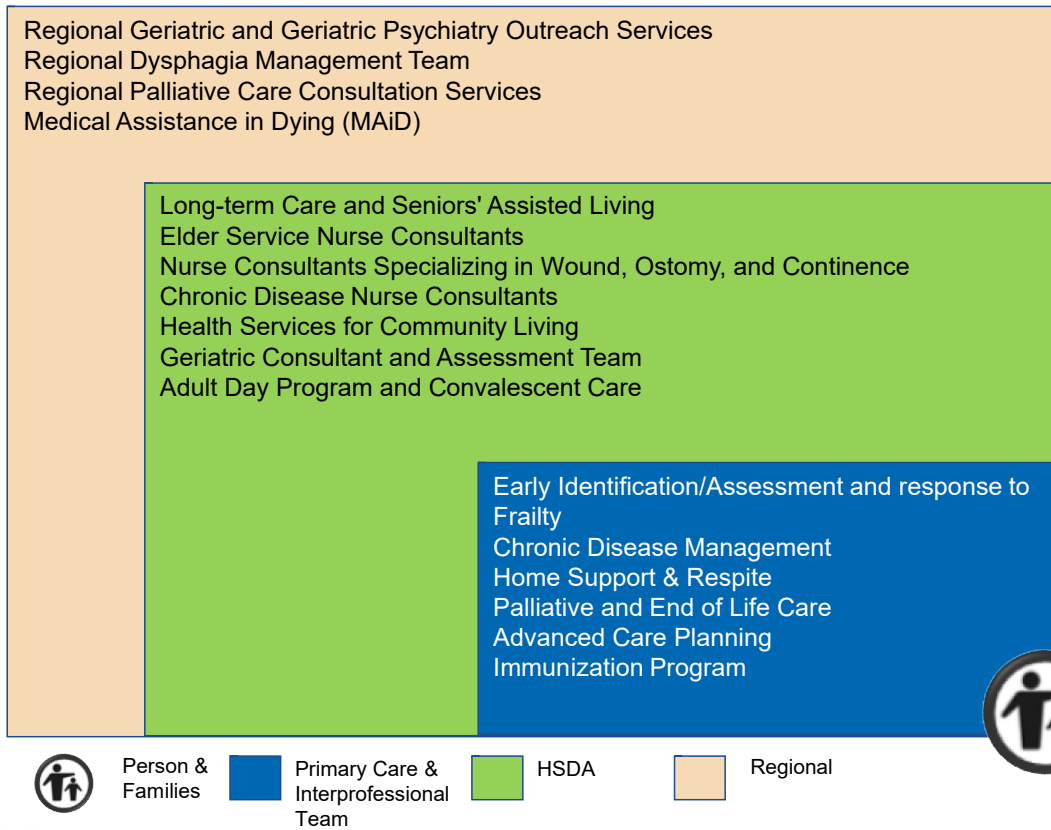 Regional Geriatric and Geriatric Psychiatry Outreach Services
Regional Dysphagia Management Team
Regional Palliative Care Consultation Services
Medical Assistance in Dying (MAiD)
Long-term Care and Seniors' Assisted Living
Elder Service Nurse Consultants
Nurse Consultants Specializing in Wound, Ostomy, and Continence
Chronic Disease Nurse Consultants
Health Services for Community Living
Geriatric Consultant and Assessment Team
Adult Day Program and Convalescent Care
Early Identification/Assessment and response to
Frailty
Chronic Disease Management
Home Support & Respite
Palliative and End of Life Care
Advanced Care Planning
Immunization Program
Person &
Families
Primary Care &
Interprofessional
Team
HSDA
Regional